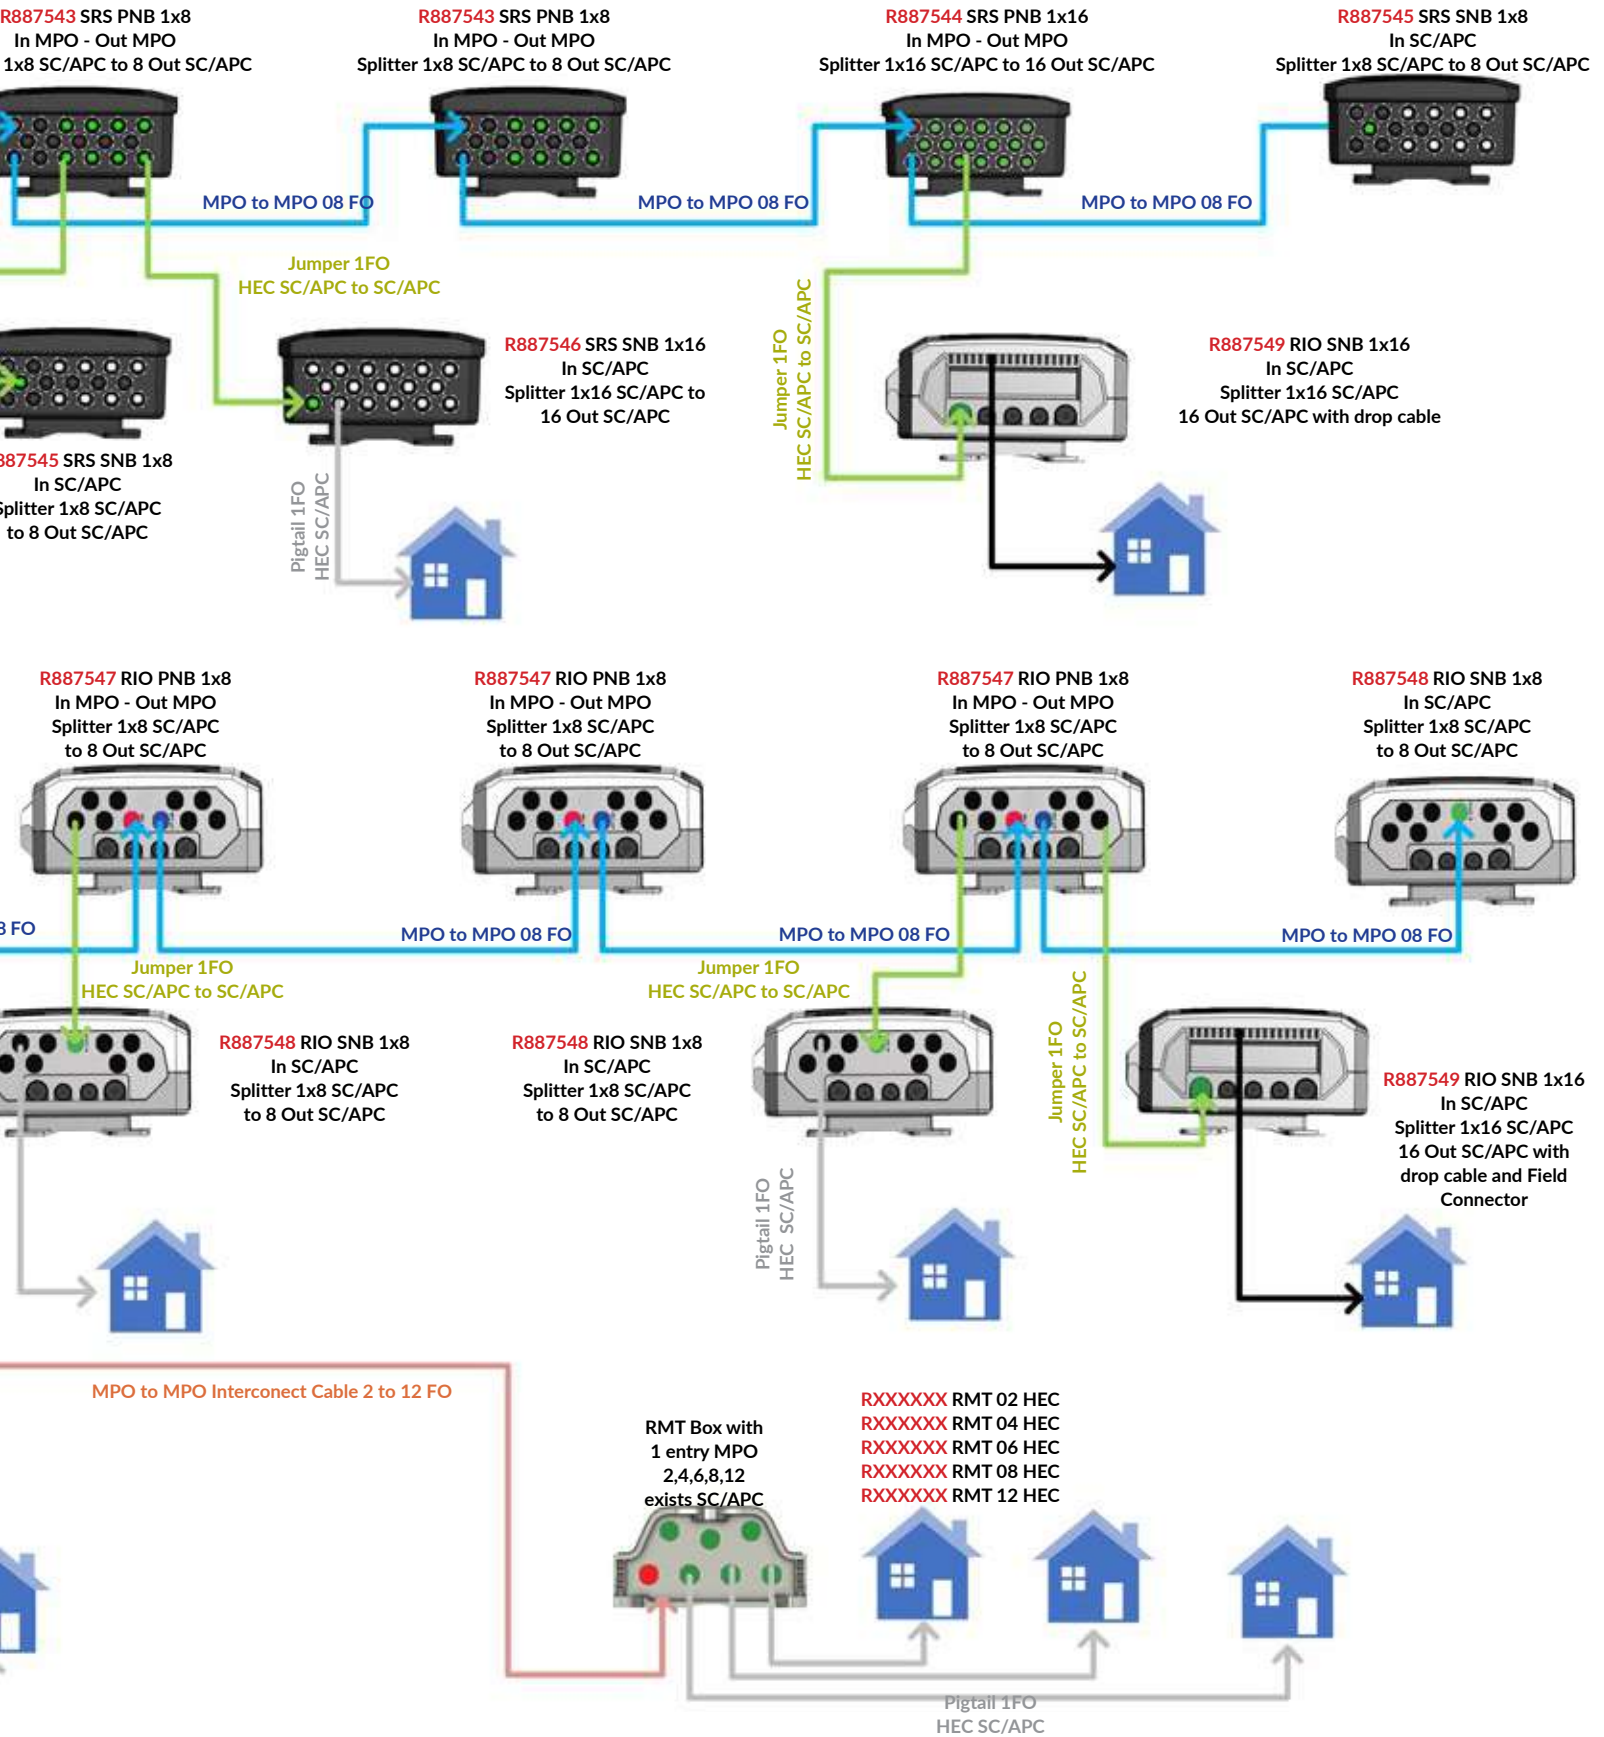 R887543 SRS PNB 1x8
In MPO - Out MPO
1x8 SC/APC to 8 Out SC/APC
R887543 SRS PNB 1x8
In MPO - Out MPO
Splitter 1x8 SC/APC to 8 Out SC/APC
R887544 SRS PNB 1x16
In MPO - Out MPO
Splitter 1x16 SC/APC to 16 Out SC/APC
R887545 SRS SNB 1x8
In SC/APC
Splitter 1x8 SC/APC to 8 Out SC/APC
MPO to MPO 08 FO
MPO to MPO 08 FO
MPO to MPO 08 FO
Jumper 1FO
HEC SC/APC to SC/APC
Jumper 1FO
HEC SC/APC to SC/APC
R887546 SRS SNB 1x16
In SC/APC
Splitter 1x16 SC/APC to
16 Out SC/APC
R887549 RIO SNB 1x16
In SC/APC
Splitter 1x16 SC/APC
16 Out SC/APC with drop cable
87545 SRS SNB 1x8
In SC/APC
Splitter 1x8 SC/APC
to 8 Out SC/APC
Pigtail 1FO
HEC SC/APC
R887547 RIO PNB 1x8
In MPO - Out MPO
Splitter 1x8 SC/APC
to 8 Out SC/APC
R887547 RIO PNB 1x8
In MPO - Out MPO
Splitter 1x8 SC/APC
to 8 Out SC/APC
R887547 RIO PNB 1x8
In MPO - Out MPO
Splitter 1x8 SC/APC
to 8 Out SC/APC
R887548 RIO SNB 1x8
In SC/APC
Splitter 1x8 SC/APC
to 8 Out SC/APC
8 FO
MPO to MPO 08 FO
MPO to MPO 08 FO
MPO to MPO 08 FO
Jumper 1FO
HEC SC/APC to SC/APC
Jumper 1FO
HEC SC/APC to SC/APC
Jumper 1FO
HEC SC/APC to SC/APC
R887548 RIO SNB 1x8
In SC/APC
Splitter 1x8 SC/APC
to 8 Out SC/APC
R887548 RIO SNB 1x8
In SC/APC
Splitter 1x8 SC/APC
to 8 Out SC/APC
R887549 RIO SNB 1x16
In SC/APC
Splitter 1x16 SC/APC
16 Out SC/APC with
drop cable and Field
Connector
Pigtail 1FO
HEC SC/APC
MPO to MPO Interconect Cable 2 to 12 FO
RMT Box with
1 entry MPO
2,4,6,8,12
exists SC/APC
RXXXXXX RMT 02 HEC
RXXXXXX RMT 04 HEC
RXXXXXX RMT 06 HEC
RXXXXXX RMT 08 HEC
RXXXXXX RMT 12 HEC
Pigtail 1FO
HEC SC/APC